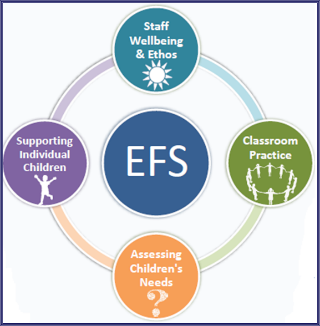 Staff
Wellbeing
& Ethos
Supporting
Individual
Children
EFS
Classroom
Practice
Assessing
Children's
Needs
?